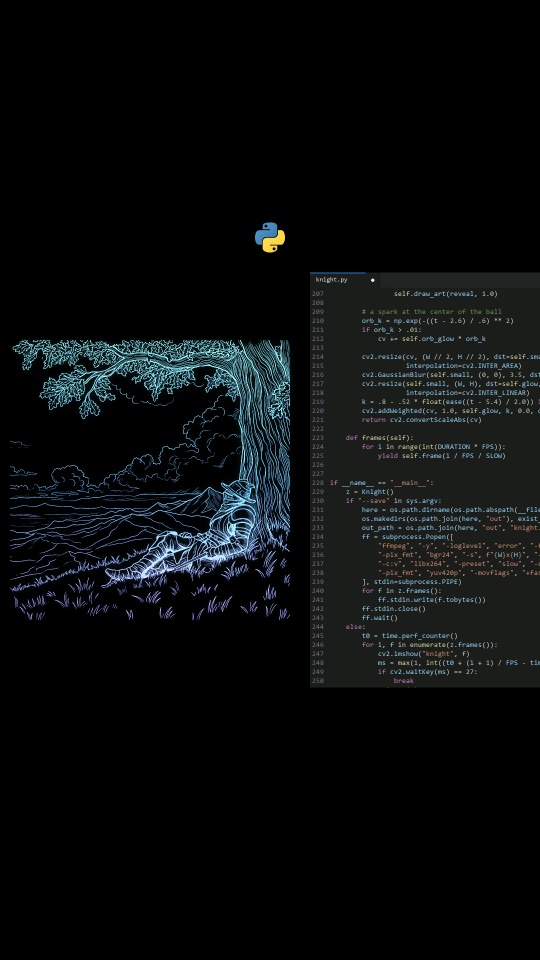 knight.py
207 self.draw_art(reveal, 1.0)
208
209 # a spark at the center of the ball
210 orb_k = np.exp(-((t - 2.6) / .6) ** 2)
211 if orb_k > .01:
212 cv += self.orb_glow * orb_k
213
214 cv2.resize(cv, (W // 2, H // 2), dst=self.sma
215 interpolation=cv2.INTER_AREA)
216 cv2.GaussianBlur(self.small, (0, 0), 3.5, dst
217 cv2.resize(self.small, (W, H), dst=self.glow,
218 interpolation=cv2.INTER_LINEAR)
219 k = .8 - .52 * float(ease((t - 5.4) / 2.0))
220 cv2.addWeighted(cv, 1.0, self.glow, k, 0.0, c
221 return cv2.convertScaleAbs(cv)
222
223 def frames(self):
224 for i in range(int(DURATION * FPS)):
225 yield self.frame(i / FPS / SLOW)
226
227
228 if __name__ == "__main__":
229 z = Knight()
230 if "--save" in sys.argv:
231 here = os.path.dirname(os.path.abspath(__file
232 os.makedirs(os.path.join(here, "out"), exist_
233 out_path = os.path.join(here, "out", "knight.
234 ff = subprocess.Popen([
235 "ffmpeg", "-y", "-loglevel", "error", "-
236 "-pix_fmt", "bgr24", "-s", f"{W}x{H}", "-
237 "-c:v", "libx264", "-preset", "slow", "-c
238 "-pix_fmt", "yuv420p", "-movflags", "+fas
239 ], stdin=subprocess.PIPE)
240 for f in z.frames():
241 ff.stdin.write(f.tobytes())
242 ff.stdin.close()
243 ff.wait()
244 else:
245 t0 = time.perf_counter()
246 for i, f in enumerate(z.frames()):
247 cv2.imshow("knight", f)
248 ms = max(1, int((t0 + (i + 1) / FPS - tim
249 if cv2.waitKey(ms) == 27:
250 break